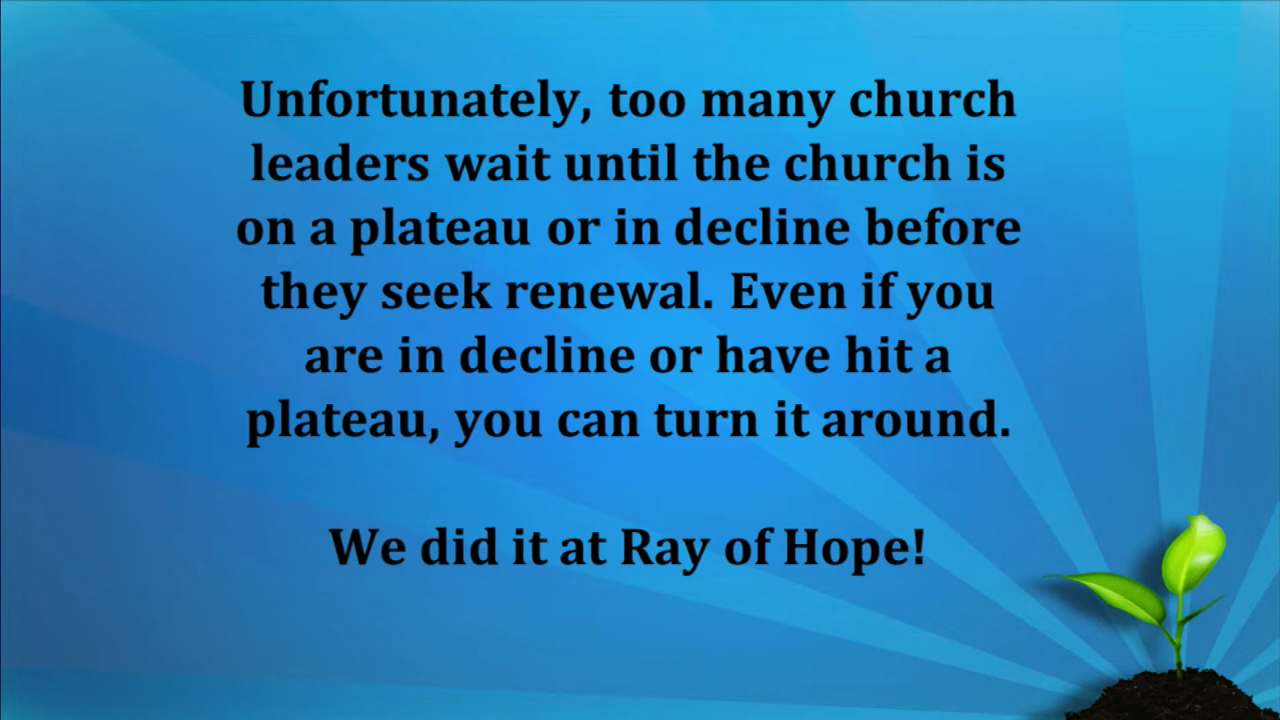 Unfortunately, too many church
leaders wait until the church is
on a plateau or in decline before
they seek renewal. Even if you
are in decline or have hit a
plateau, you can turn it around.
We did it at Ray of Hope!